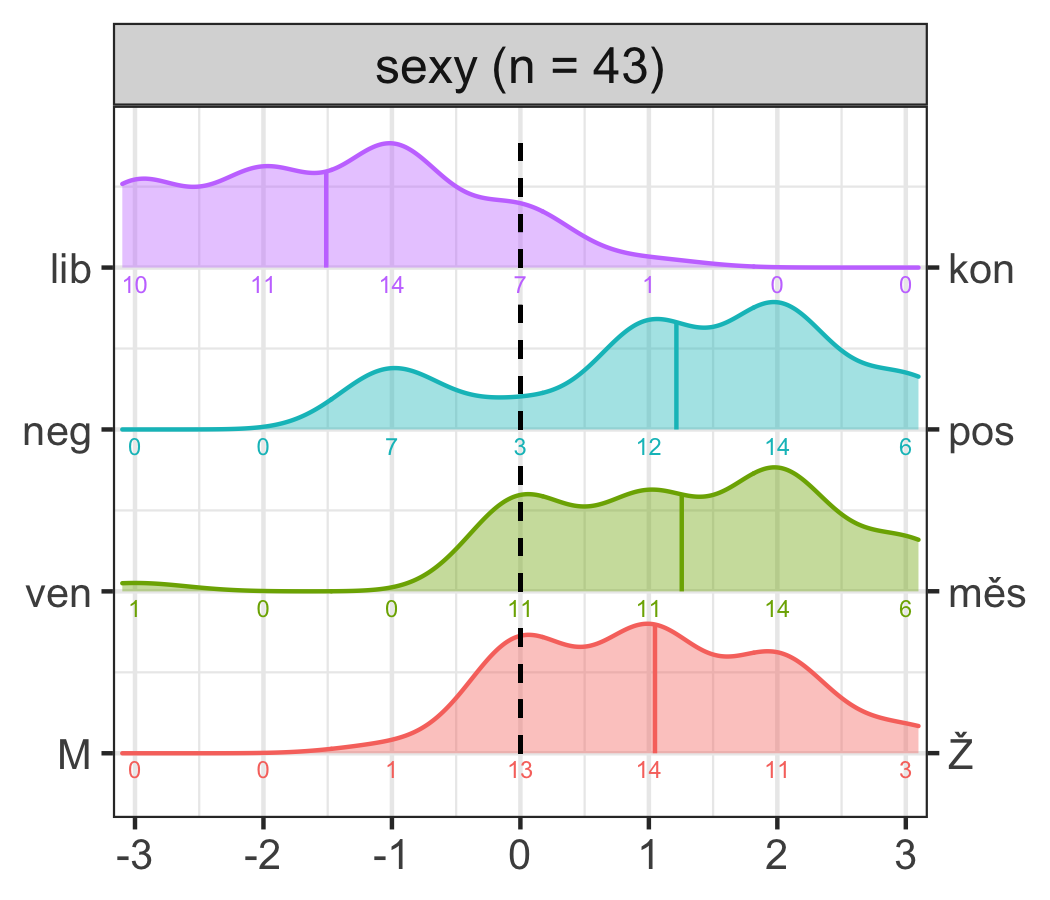 sexy (n = 43)
lib kon
10 11 14 7 1 0 0
neg pos
0 0 7 3 12 14 6
ven měs
1 0 0 11 11 14 6
M Ž
0 0 1 13 14 11 3
-3 -2 -1 0 1 2 3